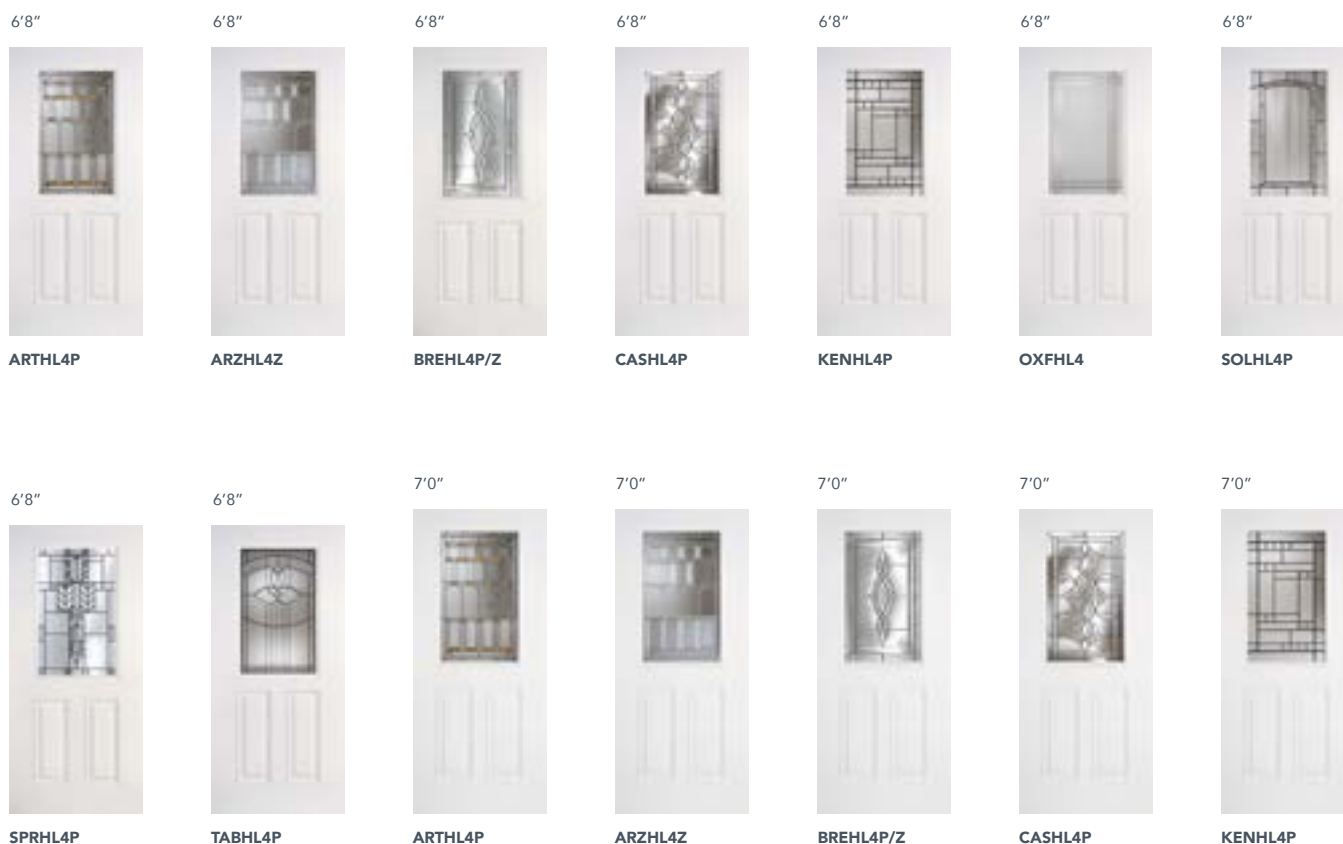 6’8” 6’8” 6’8” 6’8” 6’8” 6’8” 6’8”
ARTHL4P ARZHL4Z BREHL4P/Z CASHL4P KENHL4P OXFHL4 SOLHL4P
6’8” 6’8” 7’0” 7’0” 7’0” 7’0” 7’0”
SPRHL4P TABHL4P ARTHL4P ARZHL4Z BREHL4P/Z CASHL4P KENHL4P